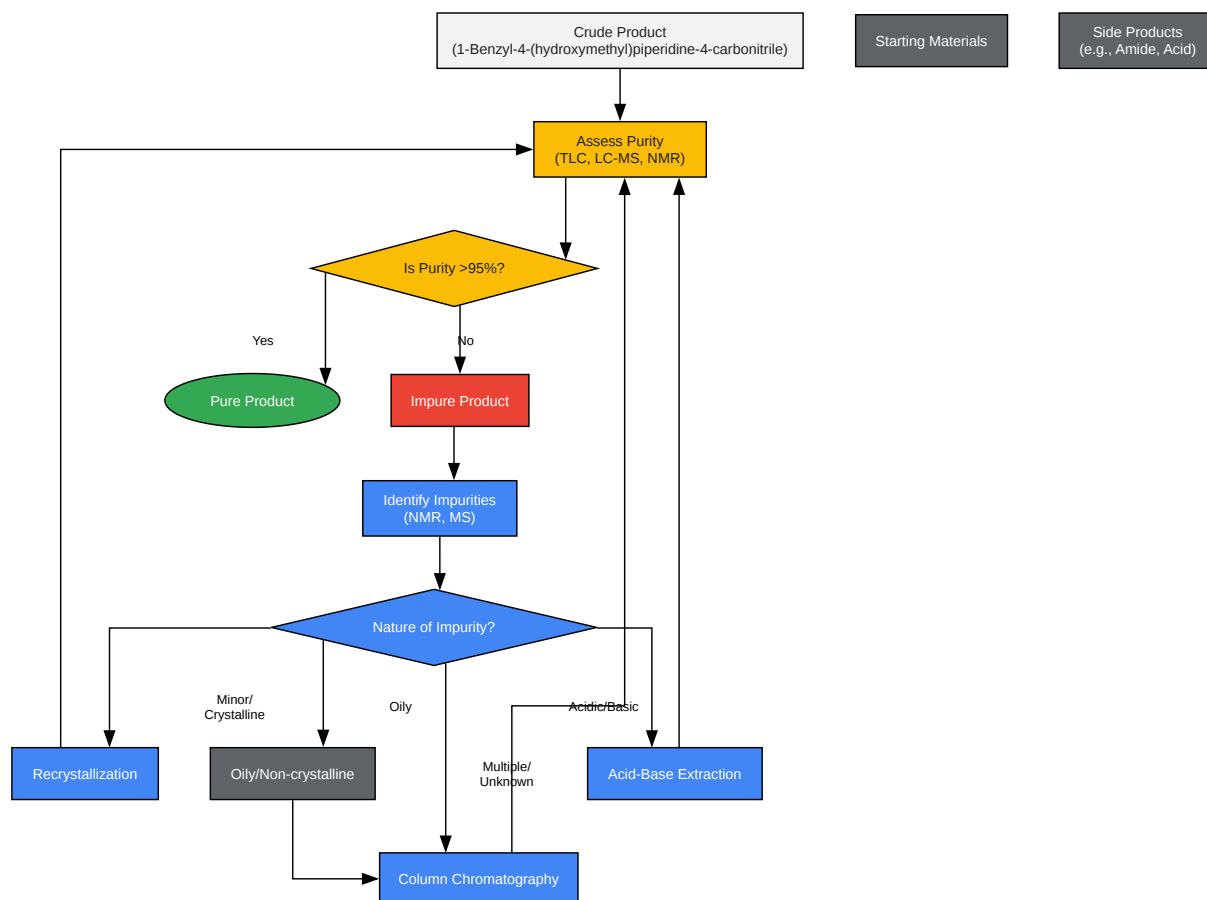 Crude Product
(1-Benzyl-4-(hydroxymethyl)piperidine-4-carbonitrile)
Starting Materials
Side Products
(e.g., Amide, Acid)
Assess Purity
(TLC, LC-MS, NMR)
Is Purity >95%?
Yes
No
Pure Product
Impure Product
Identify Impurities
(NMR, MS)
Nature of Impurity?
Minor/
Crystalline
Oily
Acidic/Basic
Multiple/
Unknown
Recrystallization
Oily/Non-crystalline
Acid-Base Extraction
Column Chromatography